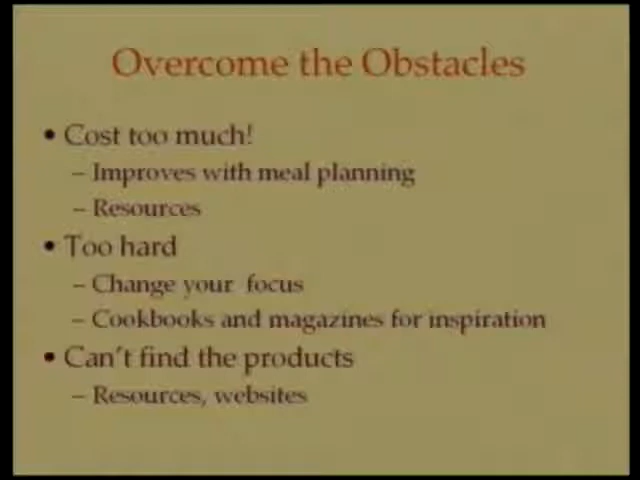 Overcome the Obstacles
• Cost too much!
– Improves with meal planning
– Resources
• Too hard
– Change your focus
– Cookbooks and magazines for inspiration
• Can't find the products
– Resources, websites